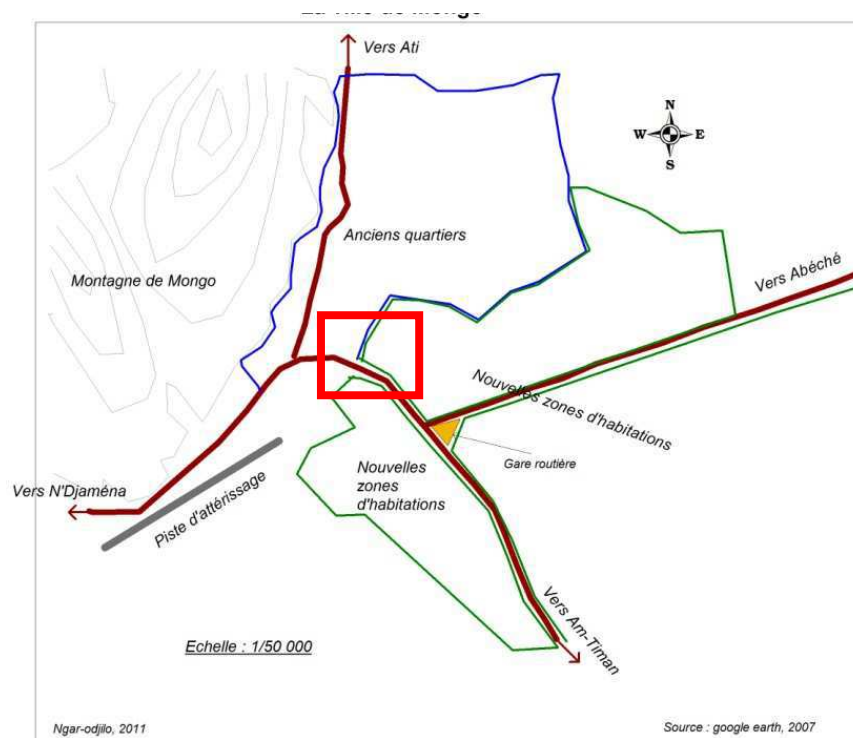 Vers Ati
N
W E
S
Anciens quartiers
Montagne de Mongo
Vers Abéché
Nouvelles zones d'habitations
Gare routière
Nouvelles
zones
d'habitations
Vers N'Djaména
Piste d'attérissage
Vers Am-Timan
Echelle : 1/50 000
Ngar-odjilo, 2011
Source : google earth, 2007